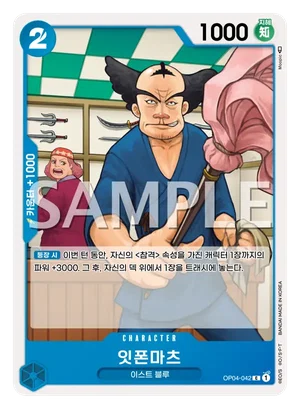 2
1000
지혜
知
카운터 +1000
SAMPLE
등장 시 이번 턴 동안, 자신의 <참격> 속성을 가진 캐릭터 1장까지의
파워 +3000. 그 후, 자신의 덱 위에서 1장을 트래시에 놓는다.
CHARACTER
잇폰마츠
이스트 블루
OP04-042 C 1
BANDAI MADE IN KOREA